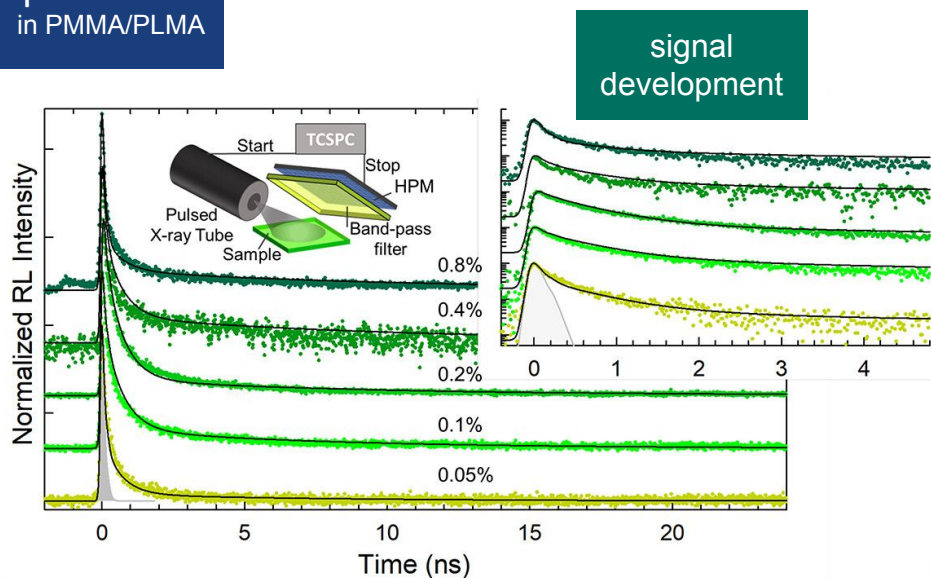 in PMMA/PLMA
signal
development
Normalized RL Intensity
TCSPC
Start
Stop
HPM
Pulsed
X-ray Tube
Band-pass
filter
Sample
0.8%
0.4%
0.2%
0.1%
0.05%
0 1 2 3 4
0 5 10 15 20
Time (ns)